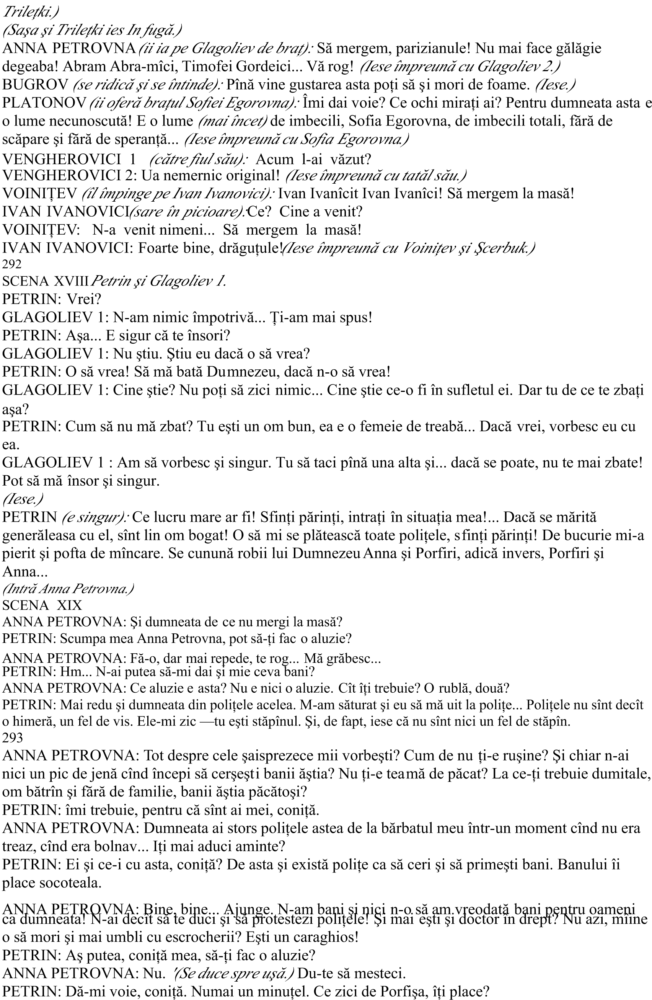 Trilețki.)
(Saşa şi Trilețki ies In fugă.)
ANNA PETROVNA (ii ia pe Glagoliev de braț): Să mergem, parizianule! Nu mai face gălăgie
degeaba! Abram Abra-mîci, Timofei Gordeici... Vă rog! (Iese împreună cu Glagoliev 2.)
BUGROV (se ridică şi se întinde): Pînă vine gustarea asta poți să şi mori de foame. (Iese.)
PLATONOV (ii oferă brațul Sofiei Egorovna): Îmi dai voie? Ce ochi mirați ai? Pentru dumneata asta e
o lume necunoscută! E o lume (mai încet) de imbecili, Sofia Egorovna, de imbecili totali, fără de
scăpare şi fără de speranță... (Iese împreună cu Sofia Egorovna.)
VENGHEROVICI 1 (către fiul său): Acum l-ai văzut?
VENGHEROVICI 2: Ua nemernic original! (Iese împreună cu tatăl său.)
VOINIȚEV (îl împinge pe Ivan Ivanovici): Ivan Ivanîcit Ivan Ivanîci! Să mergem la masă!
IVAN IVANOVICI(sare în picioare):Ce? Cine a venit?
VOINIȚEV: N-a venit nimeni... Să mergem la masă!
IVAN IVANOVICI: Foarte bine, drăguțule!(Iese împreună cu Voinițev şi Şcerbuk.)
292
SCENA XVIII Petrin şi Glagoliev 1.
PETRIN: Vrei?
GLAGOLIEV 1: N-am nimic împotrivă... Ți-am mai spus!
PETRIN: Aşa... E sigur că te însori?
GLAGOLIEV 1: Nu ştiu. Ştiu eu dacă o să vrea?
PETRIN: O să vrea! Să mă bată Dumnezeu, dacă n-o să vrea!
GLAGOLIEV 1: Cine ştie? Nu poți să zici nimic... Cine ştie ce-o fi în sufletul ei. Dar tu de ce te zbați
aşa?
PETRIN: Cum să nu mă zbat? Tu eşti un om bun, ea e o femeie de treabă... Dacă vrei, vorbesc eu cu
ea.
GLAGOLIEV 1 : Am să vorbesc şi singur. Tu să taci pînă una alta şi... dacă se poate, nu te mai zbate!
Pot să mă însor şi singur.
(Iese.)
PETRIN (e singur): Ce lucru mare ar fi! Sfinți părinți, intrați în situația mea!... Dacă se mărită
generăleasa cu el, sînt lin om bogat! O să mi se plătească toate polițele, sfinți părinți! De bucurie mi-a
pierit şi pofta de mîncare. Se cunună robii lui Dumnezeu Anna şi Porfiri, adică invers, Porfiri şi
Anna...
(Intră Anna Petrovna.)
SCENA XIX
ANNA PETROVNA: Şi dumneata de ce nu mergi la masă?
PETRIN: Scumpa mea Anna Petrovna, pot să-ți fac o aluzie?
ANNA PETROVNA: Fă-o, dar mai repede, te rog... Mă grăbesc...
PETRIN: Hm... N-ai putea să-mi dai şi mie ceva bani?
ANNA PETROVNA: Ce aluzie e asta? Nu e nici o aluzie. Cît îți trebuie? O rublă, două?
PETRIN: Mai redu şi dumneata din polițele acelea. M-am săturat şi eu să mă uit la polițe... Polițele nu sînt decît
o himeră, un fel de vis. Ele-mi zic —tu eşti stăpînul. Şi, de fapt, iese că nu sînt nici un fel de stăpîn.
293
ANNA PETROVNA: Tot despre cele şaisprezece mii vorbeşti? Cum de nu ți-e ruşine? Şi chiar n-ai
nici un pic de jenă cînd începi să cerşeşti banii ăştia? Nu ți-e teamă de păcat? La ce-ți trebuie dumitale,
om bătrîn şi fără de familie, banii ăştia păcătoşi?
PETRIN: îmi trebuie, pentru că sînt ai mei, coniță.
ANNA PETROVNA: Dumneata ai stors polițele astea de la bărbatul meu într-un moment cînd nu era
treaz, cînd era bolnav... Iți mai aduci aminte?
PETRIN: Ei şi ce-i cu asta, coniță? De asta şi există polițe ca să ceri şi să primeşti bani. Banului îi
place socoteala.
ANNA PETROVNA: Bine, bine... Ajunge. N-am bani şi nici n-o să am vreodată bani pentru oameni
ca dumneata! N-ai decît să te duci şi să protestezi polițele! Şi mai eşti şi doctor în drept? Nu azi, mîine
o să mori şi mai umbli cu escrocherii? Eşti un caraghios!
PETRIN: Aş putea, coniță mea, să-ți fac o aluzie?
ANNA PETROVNA: Nu. '(Se duce spre uşă.) Du-te să mesteci.
PETRIN: Dă-mi voie, coniță. Numai un minuțel. Ce zici de Porfişa, îți place?